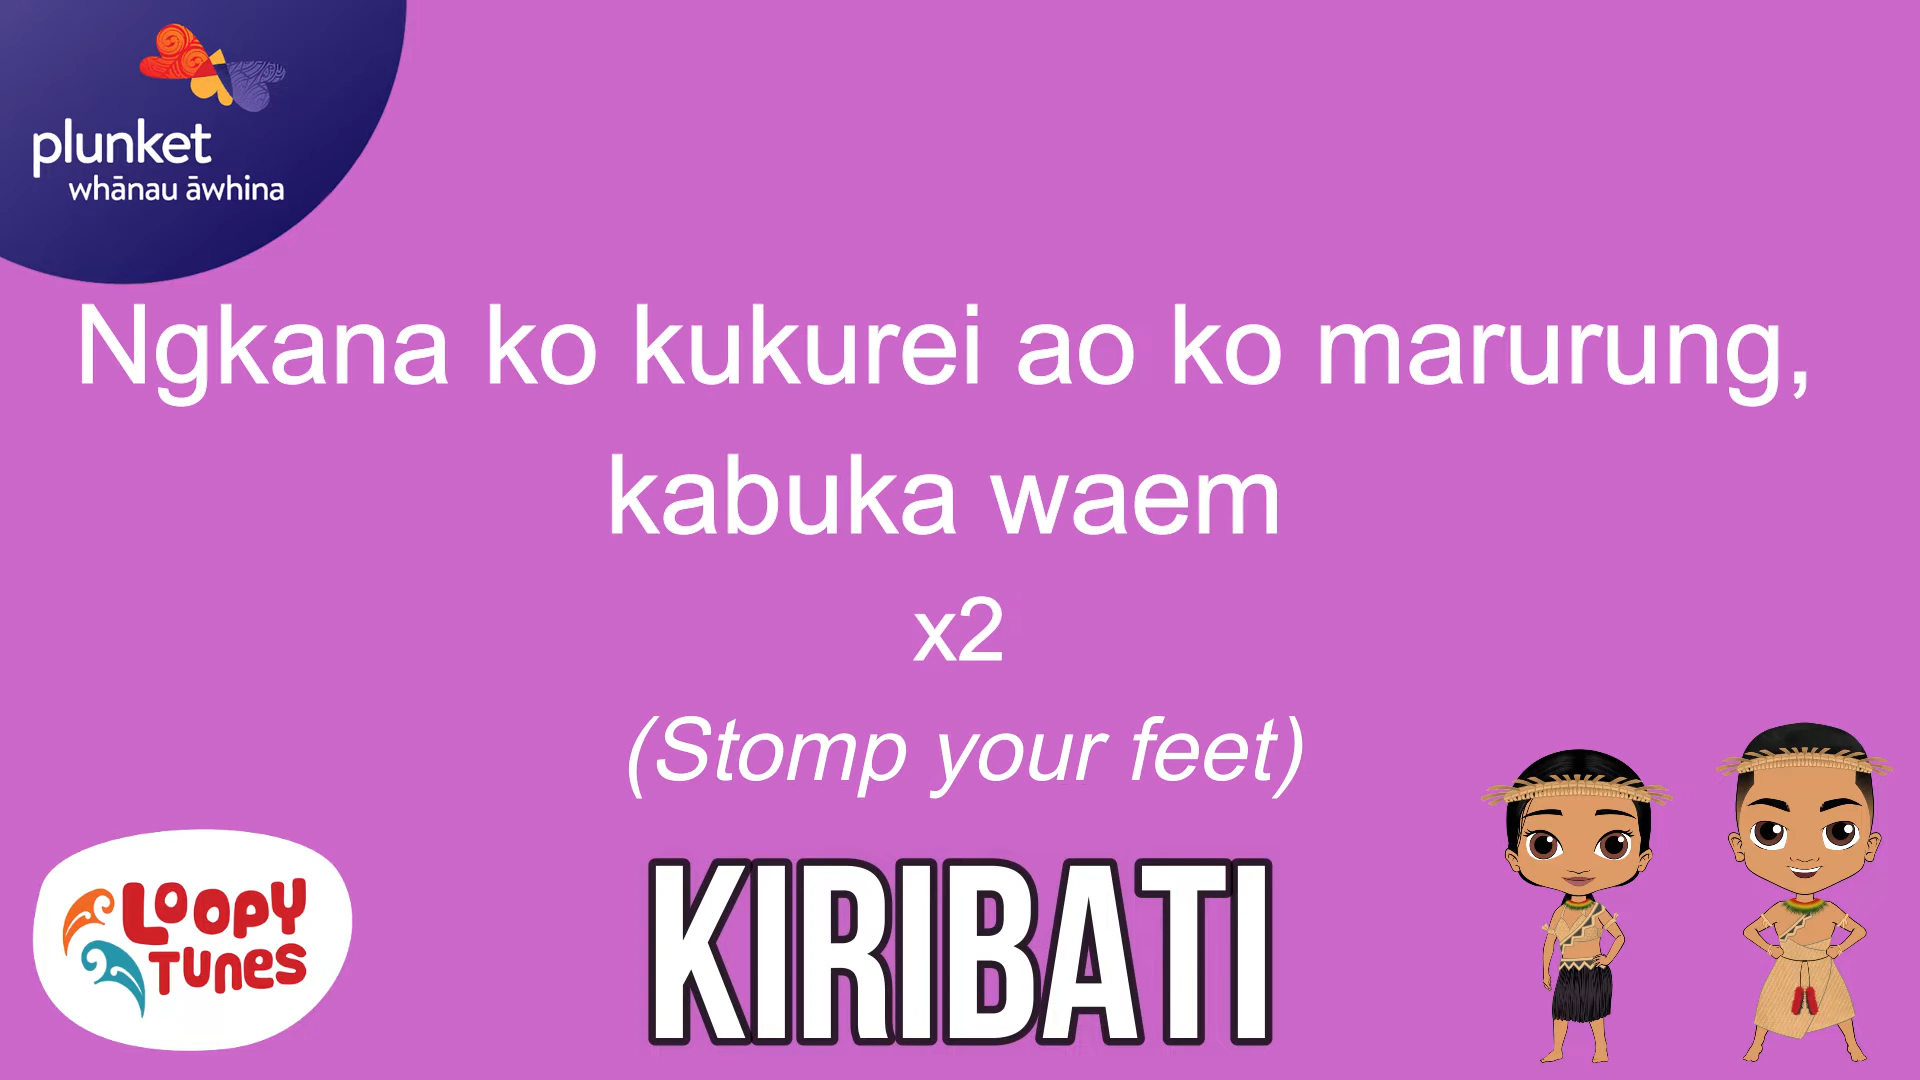 plunket
whānau āwhina
Ngkana ko kukurei ao ko marurung,
kabuka waem
x2
(Stomp your feet)
LOOPY
TUNES
KIRIBATI